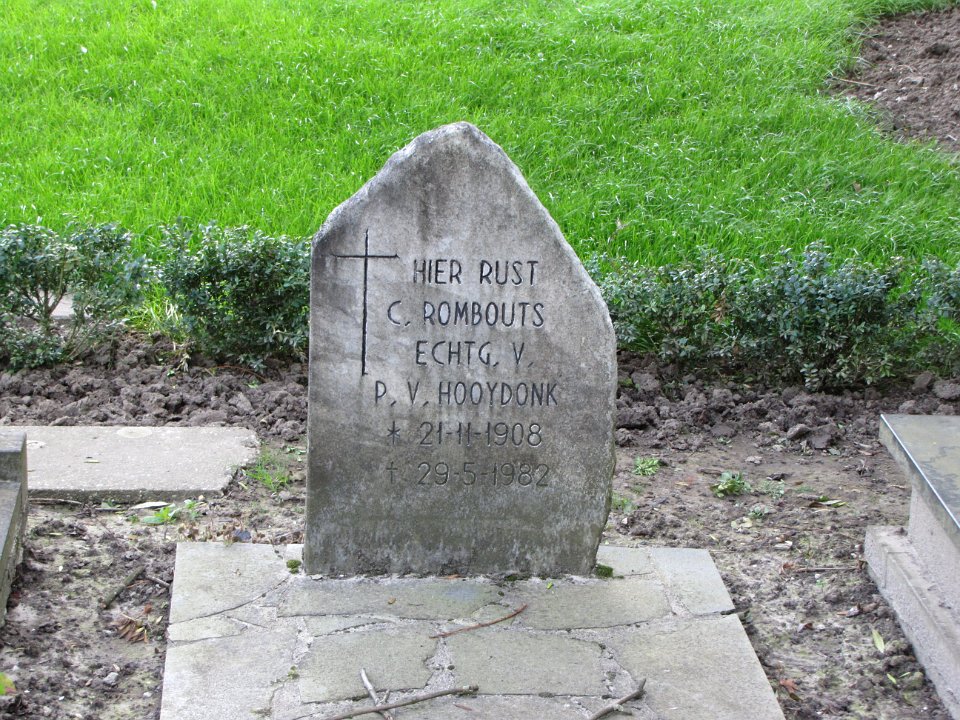 HIER RUST
C. ROMBOUTS
ECHTG. V.
P. V. HOOYDONK
* 21-11-1908
† 29-5-1982